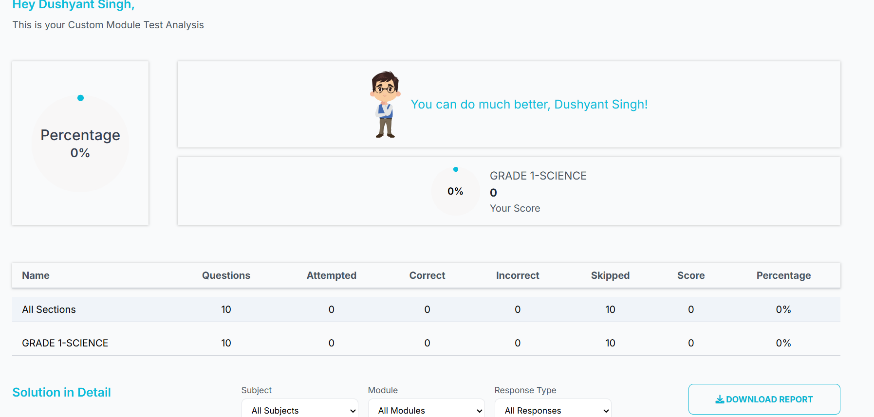 Hey Dushyant Singh,
This is your Custom Module Test Analysis
Percentage
0%
You can do much better, Dushyant Singh!
0%
GRADE 1-SCIENCE
0
Your Score
Name Questions Attempted Correct Incorrect Skipped Score Percentage
All Sections 10 0 0 0 10 0 0%
GRADE 1-SCIENCE 10 0 0 0 10 0 0%
Solution in Detail
Subject
All Subjects
Module
All Modules
Response Type
All Responses
DOWNLOAD REPORT